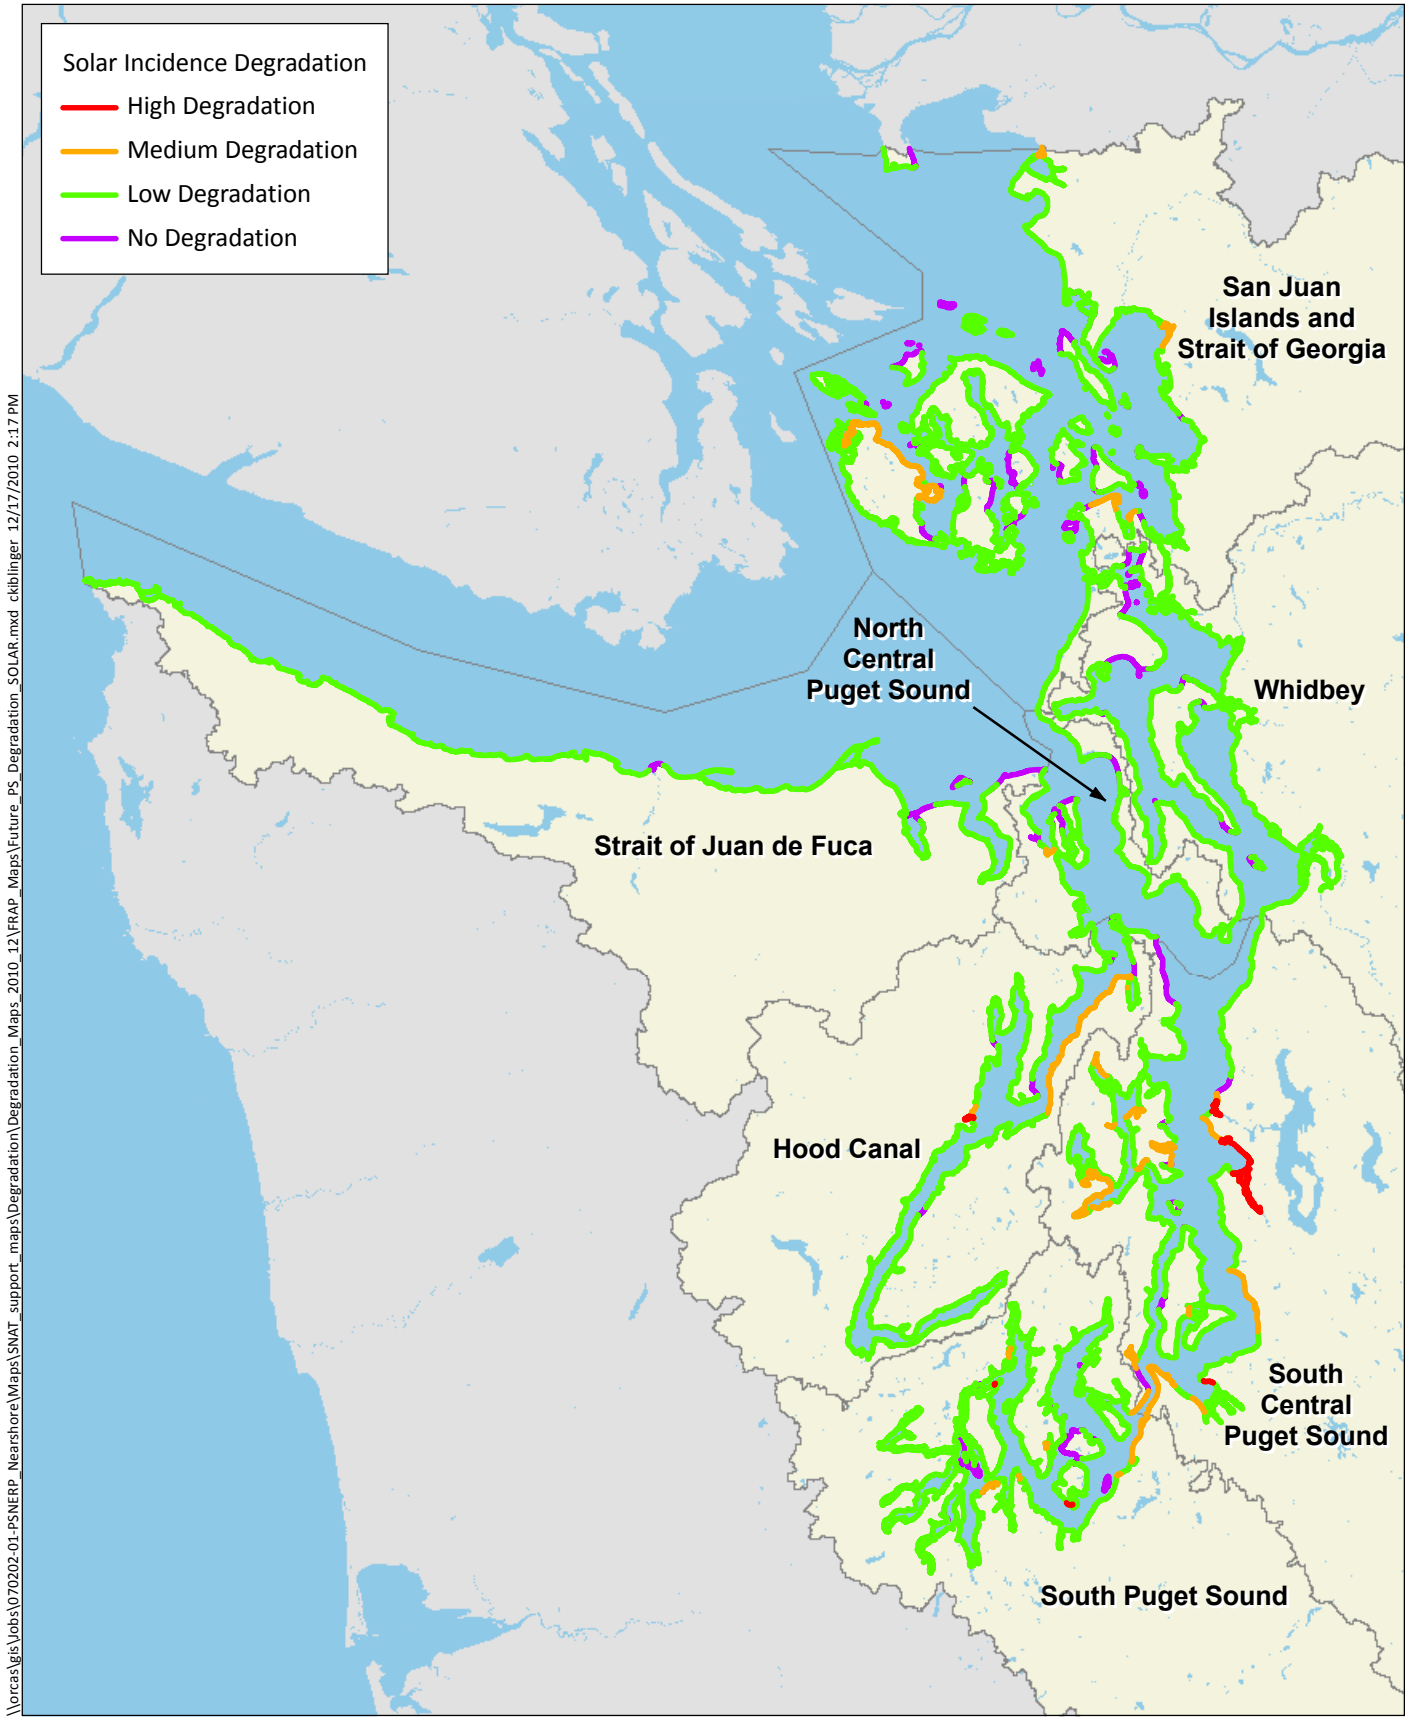 Solar Incidence Degradation
High Degradation
Medium Degradation
Low Degradation
No Degradation
San Juan
Islands and
Strait of Georgia
North
Central
Puget Sound
Whidbey
Strait of Juan de Fuca
Hood Canal
South
Central
Puget Sound
South Puget Sound
\\orcas\gis\Jobs\070202-01-PSNERP_Nearshore\Maps\SNAT_support_maps\Degradation\Degradation_Maps_2010_12\FRAP_Maps\Future_PS_Degradation_SOLAR.mxd ckiblinger 12/17/2010 2:17 PM